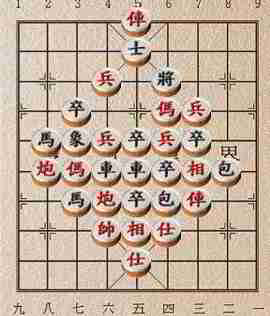 1 2 3 4 5 6 7 8 9
俥
士
兵 將
卒 傌 兵
馬 象 兵 卒 兵 卒
炮 傌 車 車 卒 相 包
馬 炮 卒 包 俥
帥 相 仕
仕
九 八 七 六 五 四 三 二 一